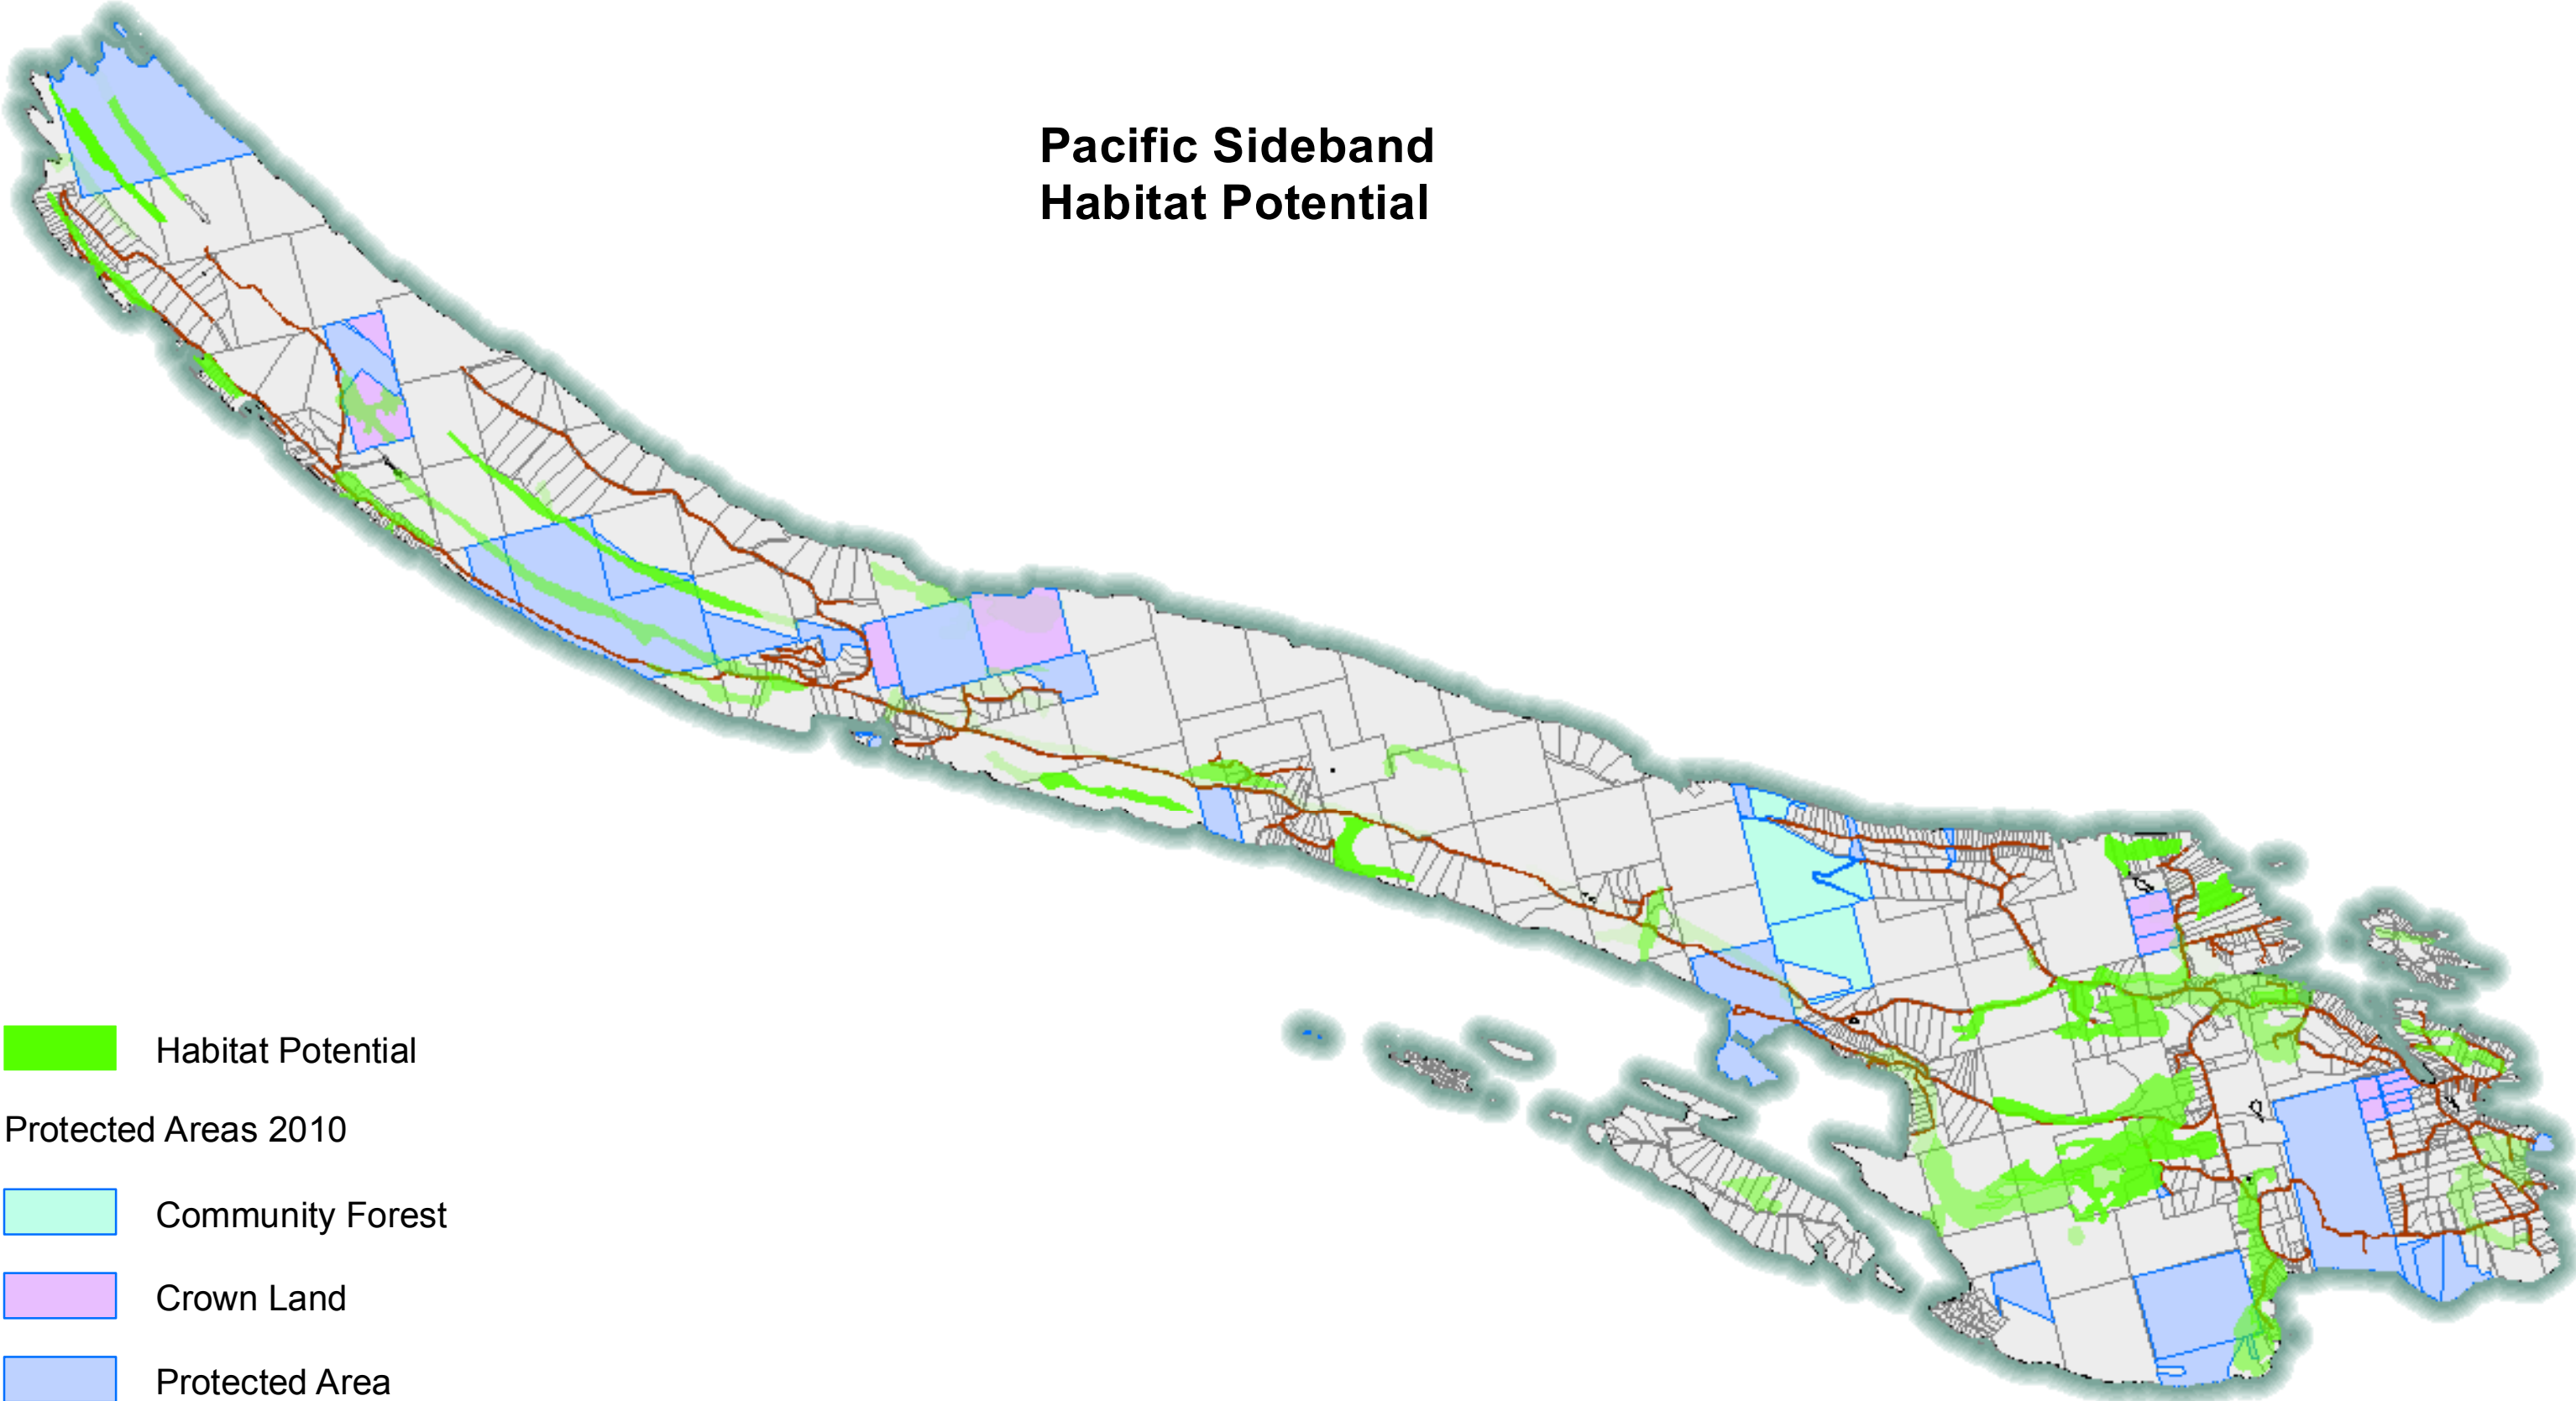 Pacific Sideband
Habitat Potential
Habitat Potential
Protected Areas 2010
Community Forest
Crown Land
Protected Area